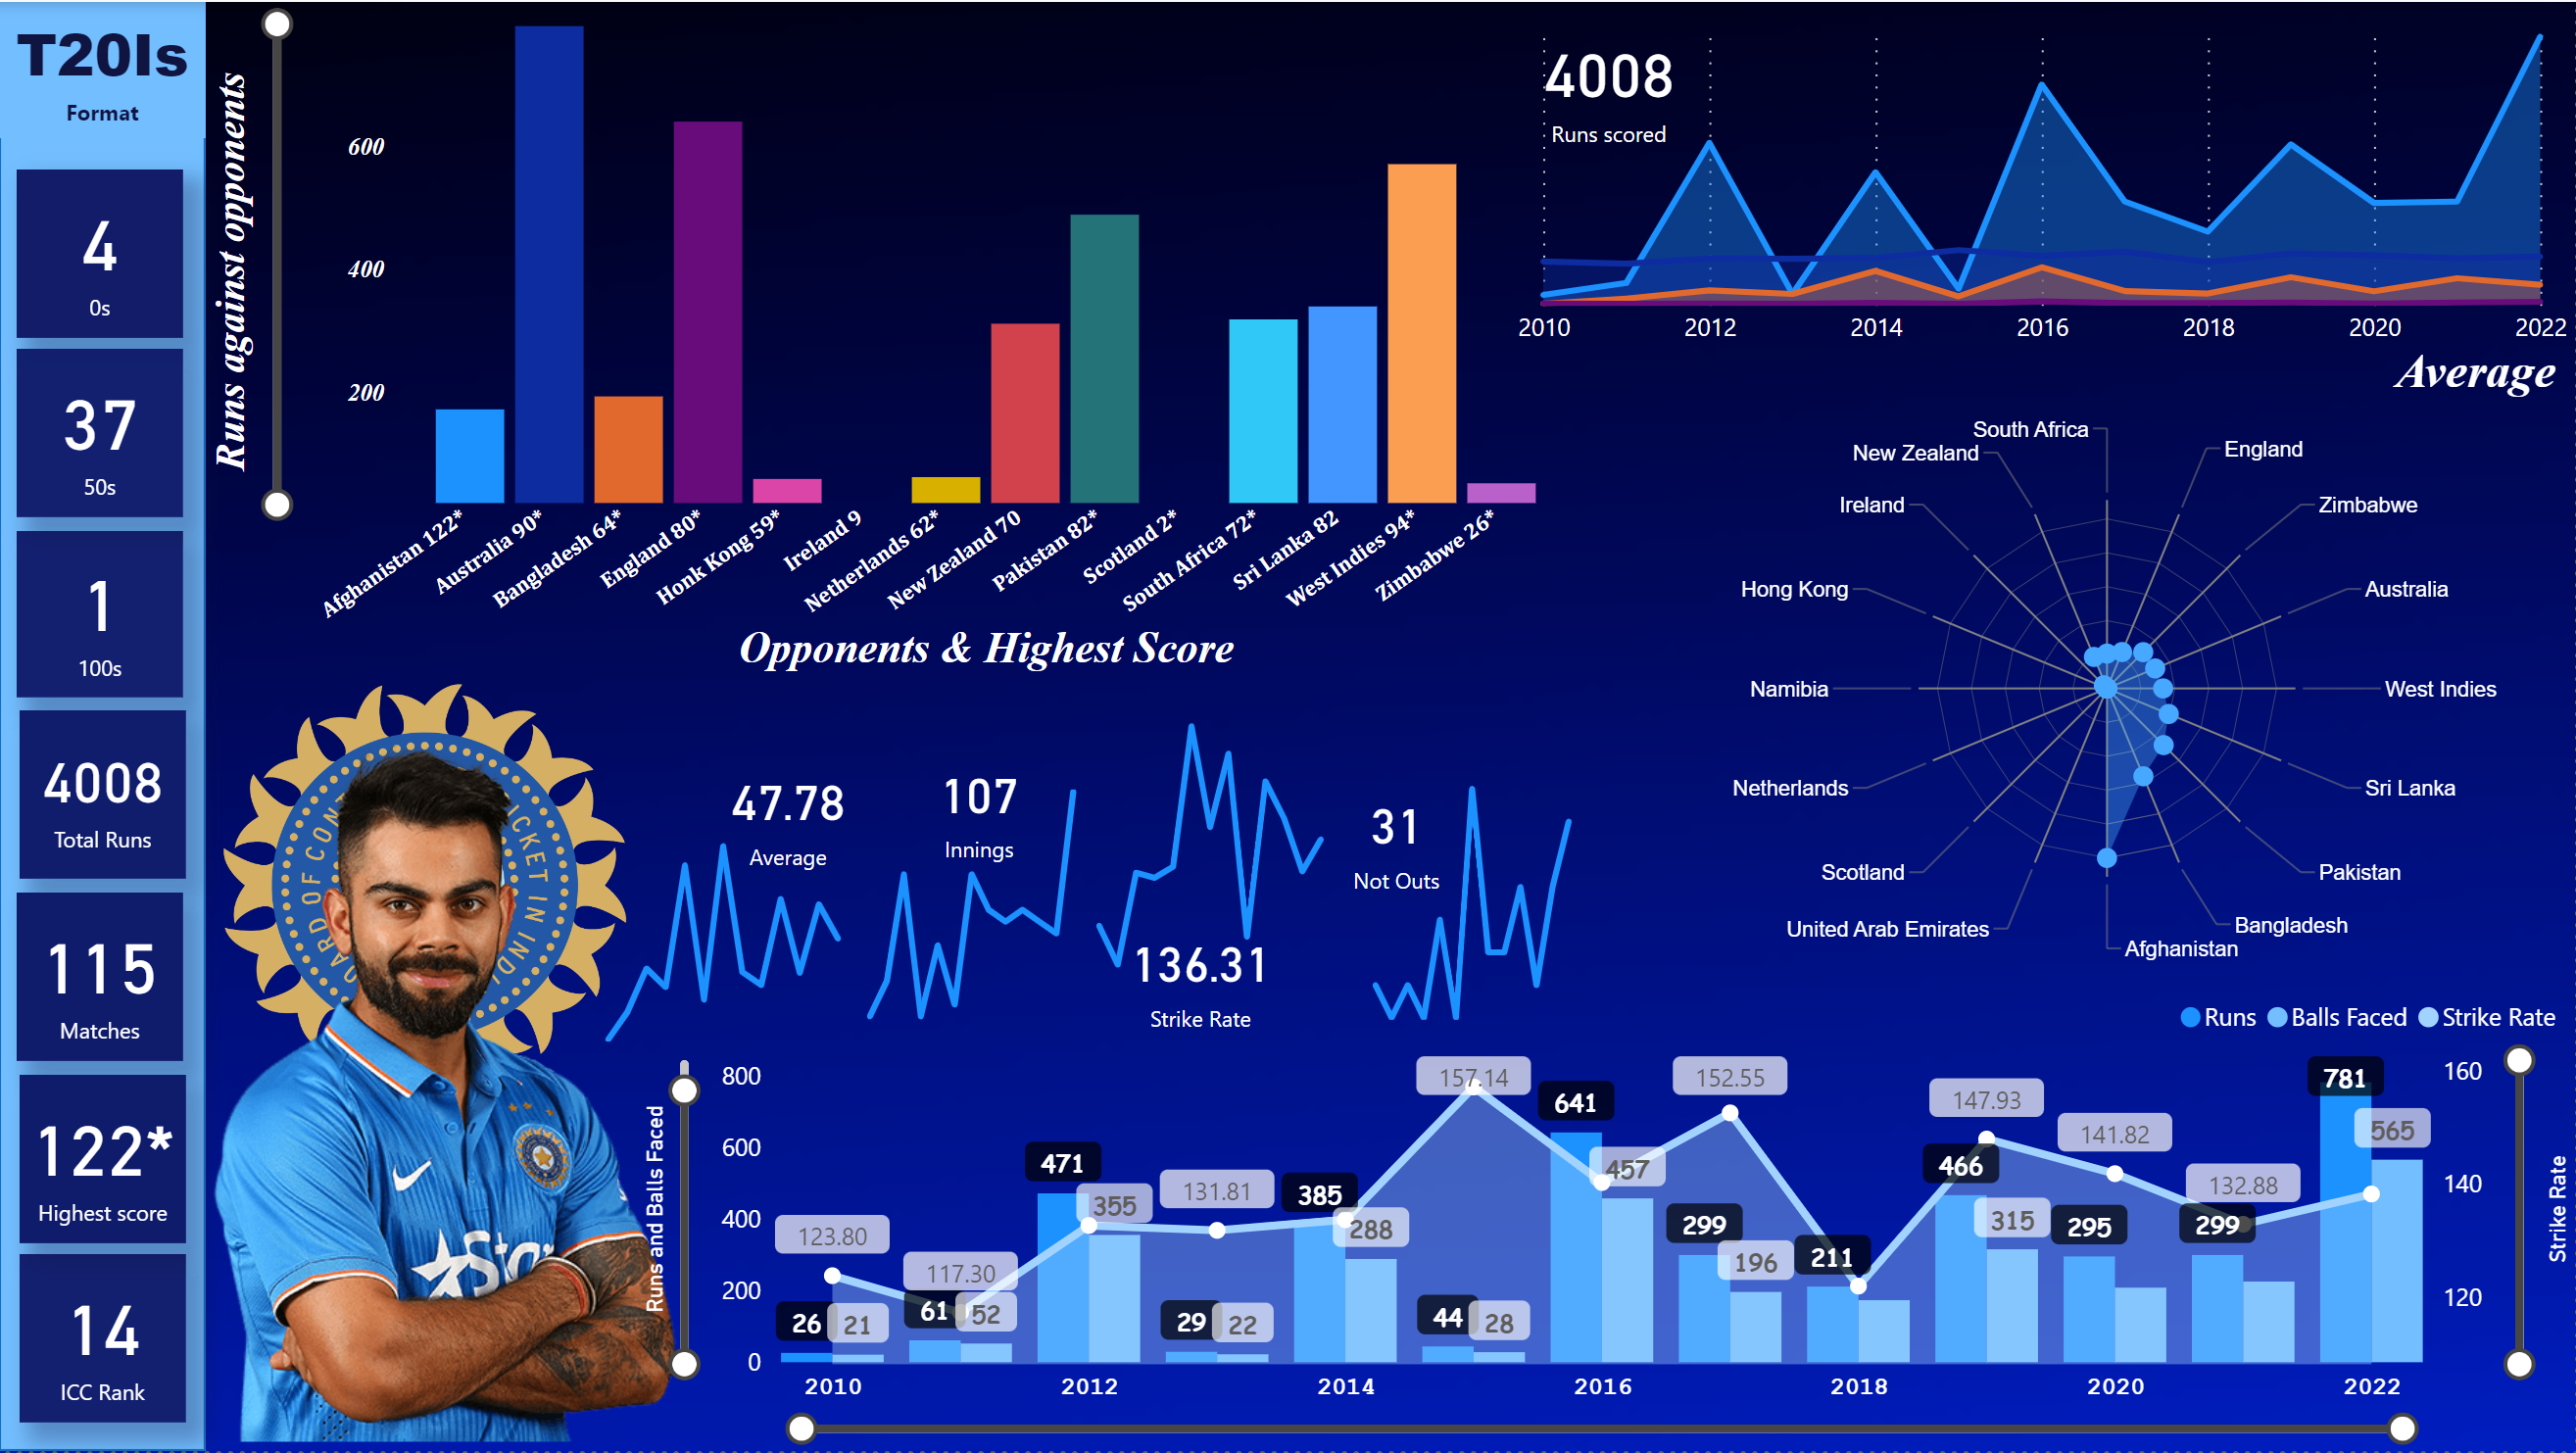 T20Is
Format
4
0s
37
50s
1
100s
4008
Total Runs
115
Matches
122*
Highest score
14
ICC Rank
Runs against opponents
600
400
200
Afghanistan 122*
Australia 90*
Bangladesh 64*
England 80*
Honk Kong 59*
Ireland 9
Netherlands 62*
New Zealand 70
Pakistan 82*
Scotland 2*
South Africa 72*
Sri Lanka 82
West Indies 94*
Zimbabwe 26*
Opponents & Highest Score
4008
Runs scored
2010 2012 2014 2016 2018 2020 2022
Average
South Africa
England
New Zealand
Zimbabwe
Ireland
Australia
Hong Kong
West Indies
Namibia
Sri Lanka
Netherlands
Pakistan
Scotland
Bangladesh
United Arab Emirates
Afghanistan
47.78
Average
107
Innings
136.31
Strike Rate
31
Not Outs
Runs Balls Faced Strike Rate
Runs and Balls Faced
800
600
400
200
0
160
140
120
Strike Rate
123.80
117.30
131.81
157.14
152.55
147.93
141.82
132.88
26 21
61 52
471 355
29 22
385 288
44 28
641 457
299 196
211
466 315
295
299
781 565
2010 2012 2014 2016 2018 2020 2022